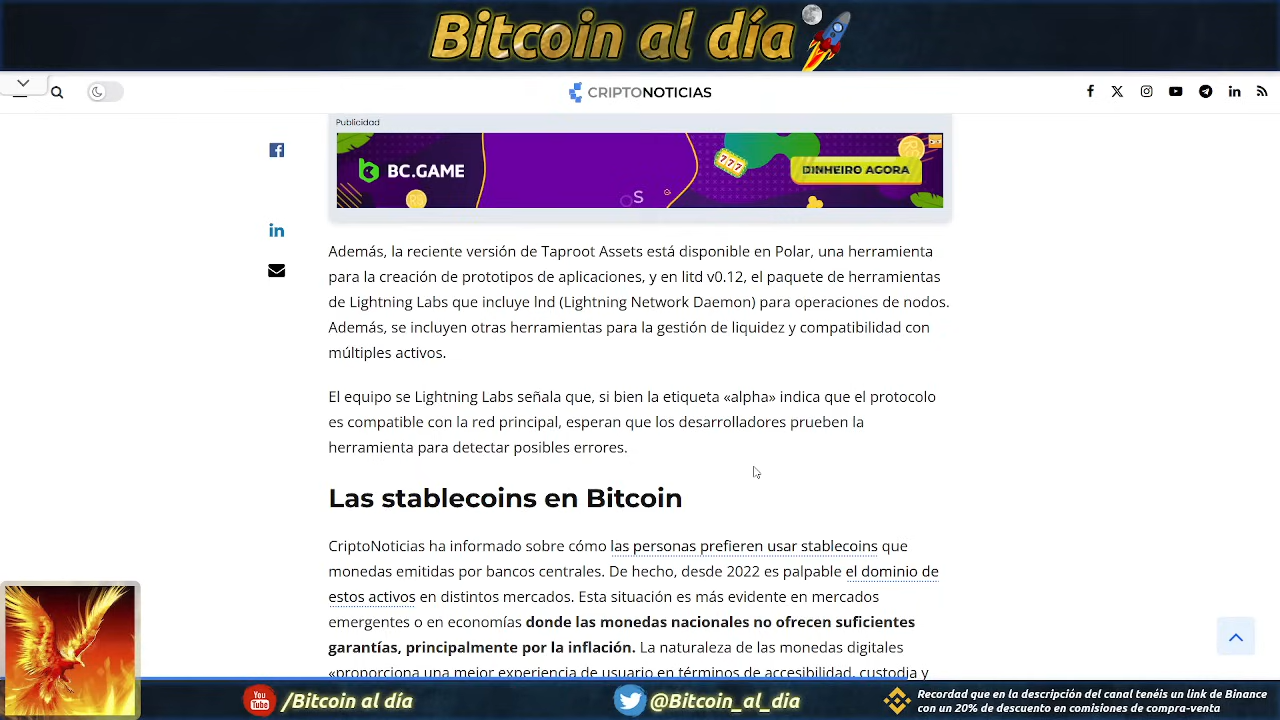 Bitcoin al día
CRIPTONOTICIAS
Publicidad
BC.GAME
777
S
DINHEIRO AGORA
Además, la reciente versión de Taproot Assets está disponible en Polar, una herramienta
para la creación de prototipos de aplicaciones, y en litd v0.12, el paquete de herramientas
de Lightning Labs que incluye lnd (Lightning Network Daemon) para operaciones de nodos.
Además, se incluyen otras herramientas para la gestión de liquidez y compatibilidad con
múltiples activos.
El equipo se Lightning Labs señala que, si bien la etiqueta «alpha» indica que el protocolo
es compatible con la red principal, esperan que los desarrolladores prueben la
herramienta para detectar posibles errores.
Las stablecoins en Bitcoin
CriptoNoticias ha informado sobre cómo las personas prefieren usar stablecoins que
monedas emitidas por bancos centrales. De hecho, desde 2022 es palpable el dominio de
estos activos en distintos mercados. Esta situación es más evidente en mercados
emergentes o en economías donde las monedas nacionales no ofrecen suficientes
garantías, principalmente por la inflación. La naturaleza de las monedas digitales
«proporciona una mejor experiencia de usuario en términos de accesibilidad, custodia y
You Tube
/Bitcoin al día
@Bitcoin_al_dia
Recordad que en la descripción del canal tenéis un link de Binance
con un 20% de descuento en comisiones de compra-venta